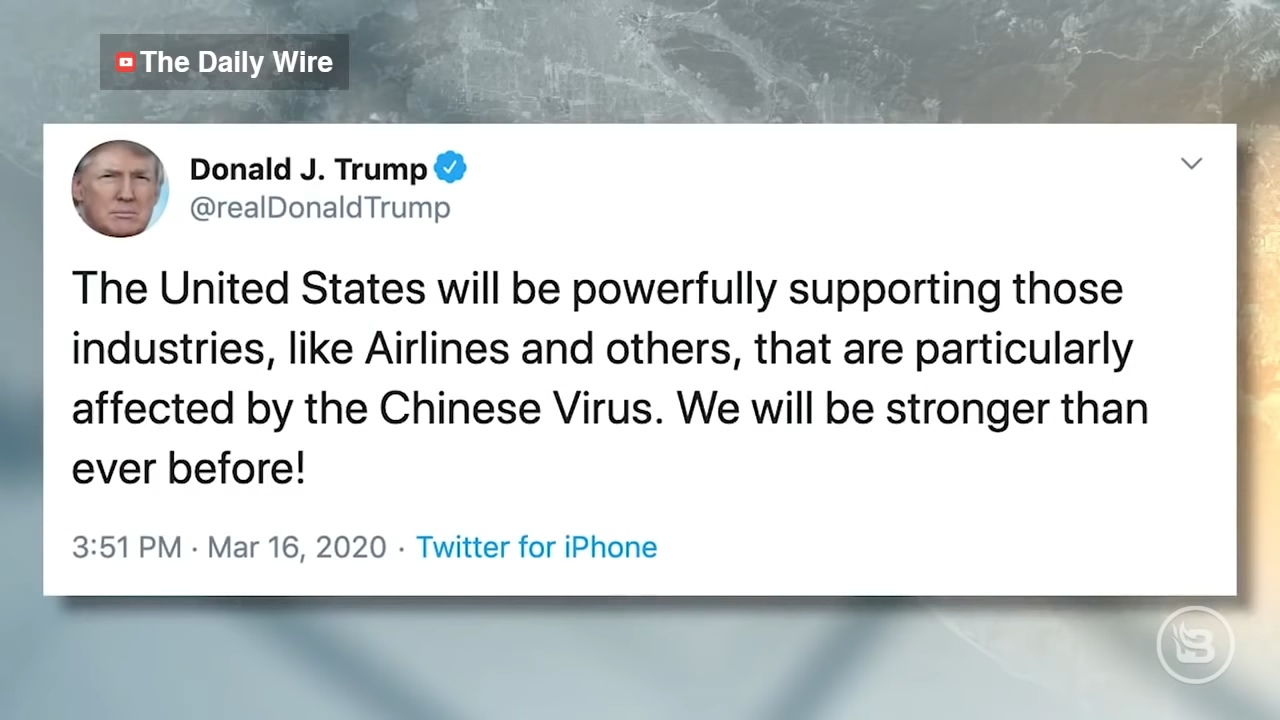 The Daily Wire
Donald J. Trump
@realDonaldTrump
The United States will be powerfully supporting those
industries, like Airlines and others, that are particularly
affected by the Chinese Virus. We will be stronger than
ever before!
3:51 PM · Mar 16, 2020 · Twitter for iPhone
B